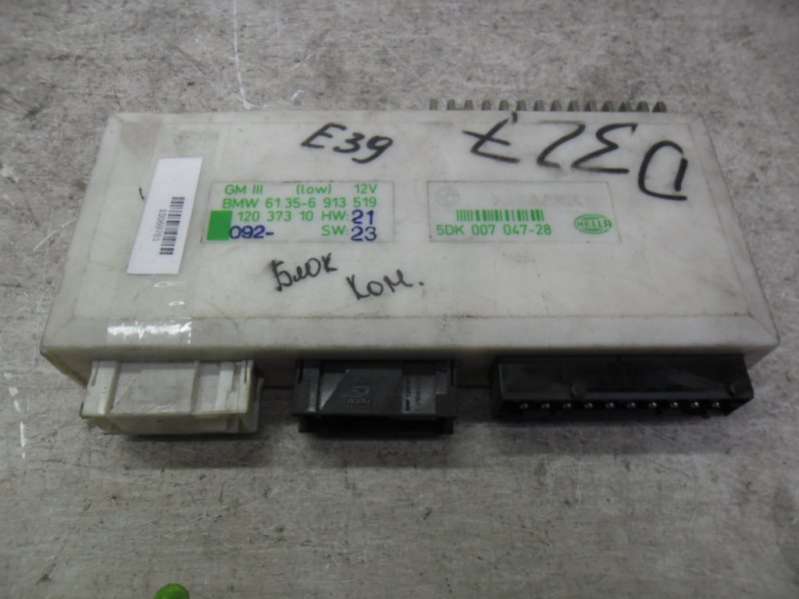 E39
D327
GM III (low) 12V
BMW 61 35-6 913 519
120 373 10 HW: 21
092- SW: 23
5DK 007 047-28
HELLA
Блок
Ком.